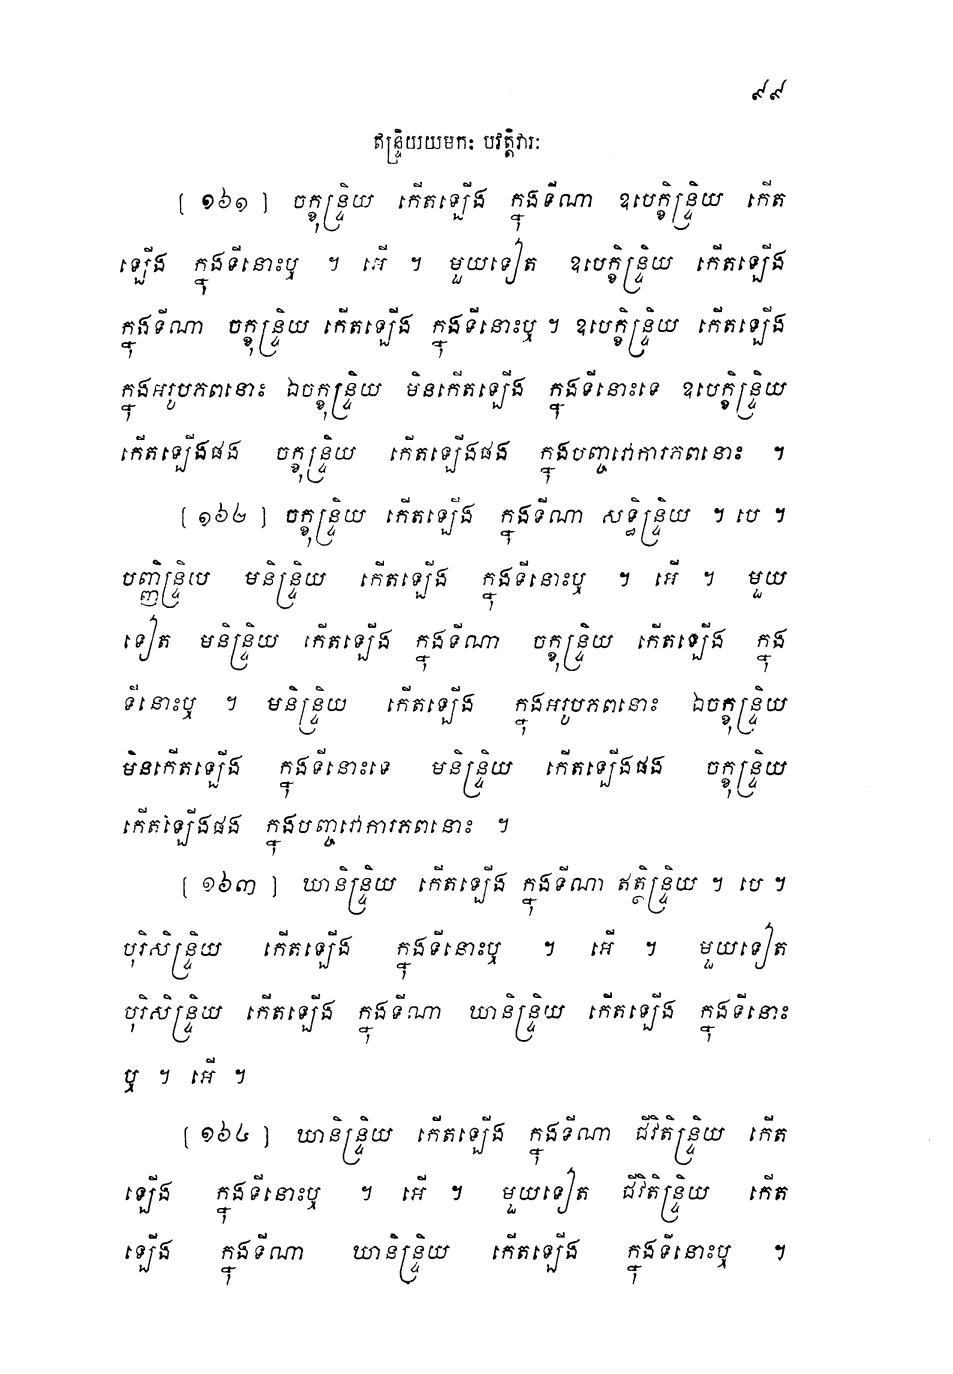 ៩៩
ឥន្ទ្រិយយមកៈ បវត្តិវារៈ
[ ១៦១ ] ចក្ខុន្ទ្រិយ កើតឡើង ក្នុងទីណា ឧបេក្ខិន្ទ្រិយ កើត
ឡើង ក្នុងទីនោះឬ ។ អើ ។ មួយទៀត ឧបេក្ខិន្ទ្រិយ កើតឡើង
ក្នុងទីណា ចក្ខុន្ទ្រិយ កើតឡើង ក្នុងទីនោះឬ ។ ឧបេក្ខិន្ទ្រិយ កើតឡើង
ក្នុងអរូបភពនោះ ឯចក្ខុន្ទ្រិយ មិនកើតឡើង ក្នុងទីនោះទេ ឧបេក្ខិន្ទ្រិយ
កើតឡើងផង ចក្ខុន្ទ្រិយ កើតឡើងផង ក្នុងបញ្ចវោការភពនោះ ។
[ ១៦២ ] ចក្ខុន្ទ្រិយ កើតឡើង ក្នុងទីណា សទ្ធិន្ទ្រិយ ។ បេ ។
បញ្ញិន្ទ្រិបេ មនិន្ទ្រិយ កើតឡើង ក្នុងទីនោះឬ ។ អើ ។ មួយ
ទៀត មនិន្ទ្រិយ កើតឡើង ក្នុងទីណា ចក្ខុន្ទ្រិយ កើតឡើង ក្នុង
ទីនោះឬ ។ មនិន្ទ្រិយ កើតឡើង ក្នុងអរូបភពនោះ ឯចក្ខុន្ទ្រិយ
មិនកើតឡើង ក្នុងទីនោះទេ មនិន្ទ្រិយ កើតឡើងផង ចក្ខុន្ទ្រិយ
កើតឡើងផង ក្នុងបញ្ចវោការភពនោះ ។
[ ១៦៣ ] ឃានិន្ទ្រិយ កើតឡើង ក្នុងទីណា ឥត្ថិន្ទ្រិយ ។ បេ ។
បុរិសិន្ទ្រិយ កើតឡើង ក្នុងទីនោះឬ ។ អើ ។ មួយទៀត
បុរិសិន្ទ្រិយ កើតឡើង ក្នុងទីណា ឃានិន្ទ្រិយ កើតឡើង ក្នុងទីនោះ
ឬ ។ អើ ។
[ ១៦៤ ] ឃានិន្ទ្រិយ កើតឡើង ក្នុងទីណា ជីវិតិន្ទ្រិយ កើត
ឡើង ក្នុងទីនោះឬ ។ អើ ។ មួយទៀត ជីវិតិន្ទ្រិយ កើត
ឡើង ក្នុងទីណា ឃានិន្ទ្រិយ កើតឡើង ក្នុងទីនោះឬ ។